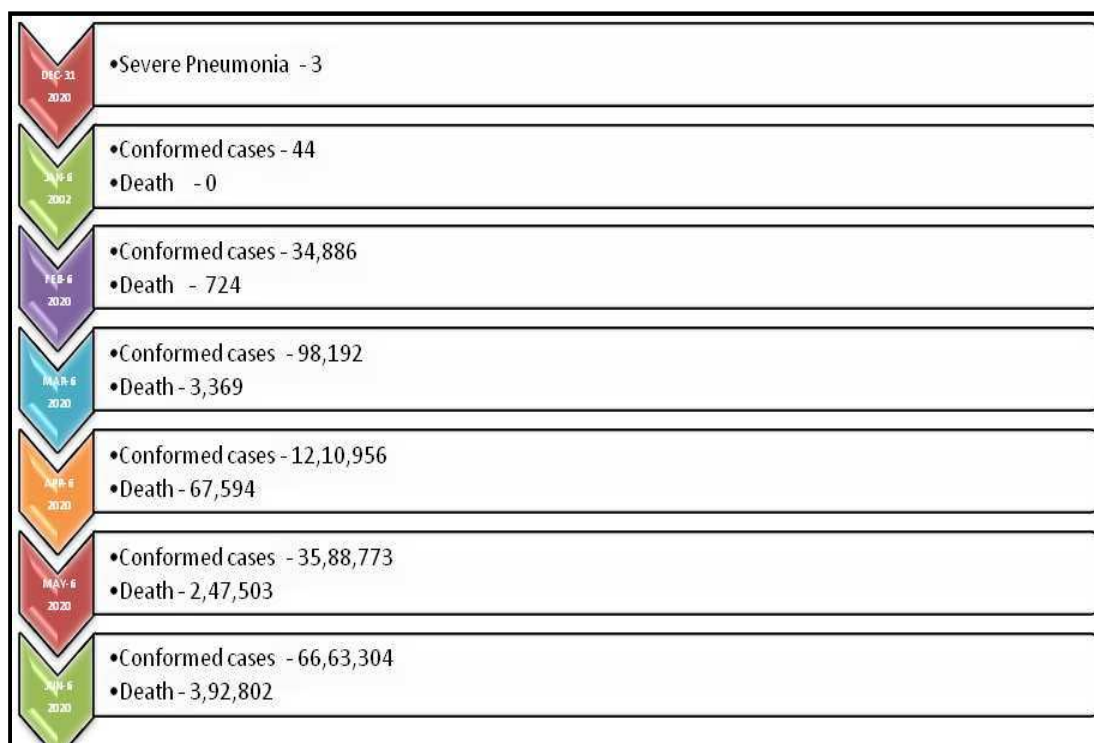 DEC-31
2020
•Severe Pneumonia - 3
JAN-6
2002
•Conformed cases - 44
•Death - 0
FEB-6
2020
•Conformed cases - 34,886
•Death - 724
MAR-6
2020
•Conformed cases - 98,192
•Death - 3,369
APR-6
2020
•Conformed cases - 12,10,956
•Death - 67,594
MAY-6
2020
•Conformed cases - 35,88,773
•Death - 2,47,503
JUN-6
2020
•Conformed cases - 66,63,304
•Death - 3,92,802